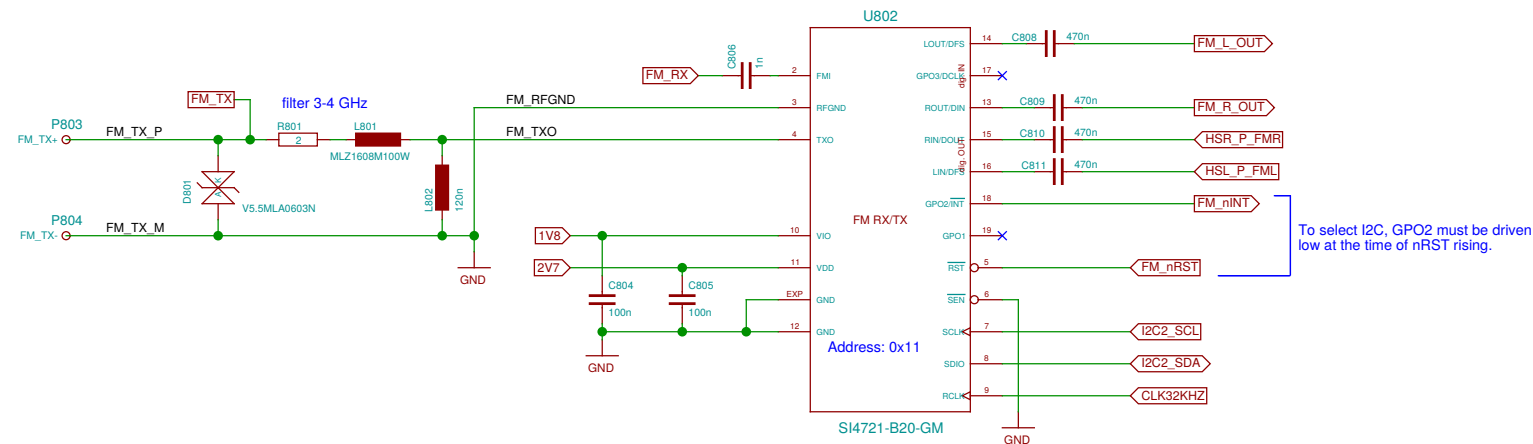 U802
C806
1n
FM_RX
2
FMI
LOUT/DFS
14
C808
470n
FM_L_OUT
GPO3/DCLK
17
dig. IN
FM_TX
filter 3-4 GHz
FM_RFGND
3
RFGND
ROUT/DIN
13
C809
470n
FM_R_OUT
P803
FM_TX+
FM_TX_P
R801
2
L801
MLZ1608M100W
FM_TXO
4
TXO
RIN/DOUT
15
C810
470n
HSR_P_FMR
dig. OUT
D801
A
K
V5.5MLA0603N
L802
120n
LIN/DFS
16
C811
470n
HSL_P_FML
FM RX/TX
GPO2/INT
18
FM_nINT
P804
FM_TX-
FM_TX_M
GND
1V8
10
VIO
GPO1
19
To select I2C, GPO2 must be driven
low at the time of nRST rising.
2V7
11
VDD
RST
5
FM_nRST
C804
100n
C805
100n
EXP
GND
SEN
6
12
GND
SCLK
7
I2C2_SCL
Address: 0x11
GND
SDIO
8
I2C2_SDA
RCLK
9
CLK32KHZ
SI4721-B20-GM
GND